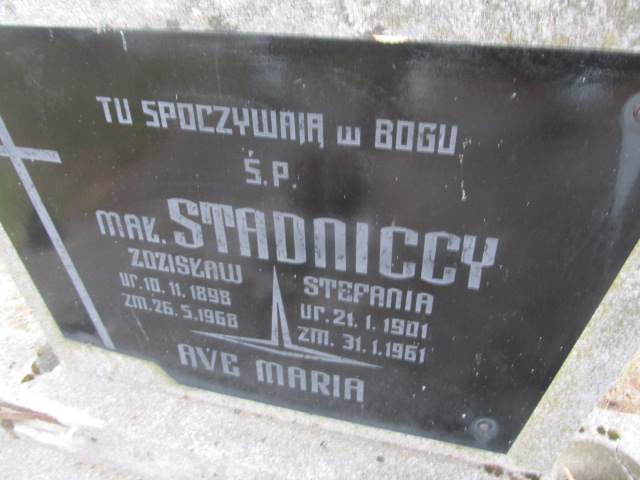 TU SPOCZYWAJĄ W BOGU
Ś.P.
MAŁ. STADNICCY
ZDZISŁAW
ur. 10. 11. 1898
zm. 26. 5. 1968
STEFANIA
ur. 21. 1. 1901
zm. 31. 1. 1961
AVE MARIA